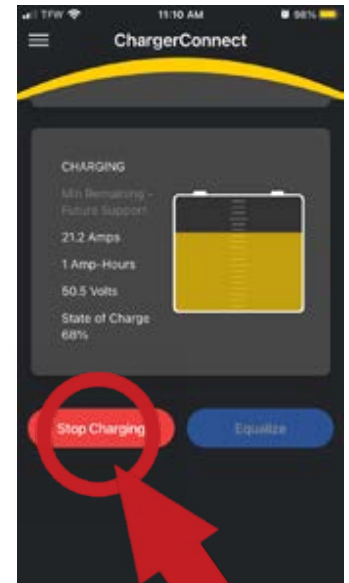 TFW 11:10 AM 98%
ChargerConnect
CHARGING
Min Remaining -
Future Support
21.2 Amps
1 Amp-Hours
50.5 Volts
State of Charge
68%
Stop Charging
Equalize